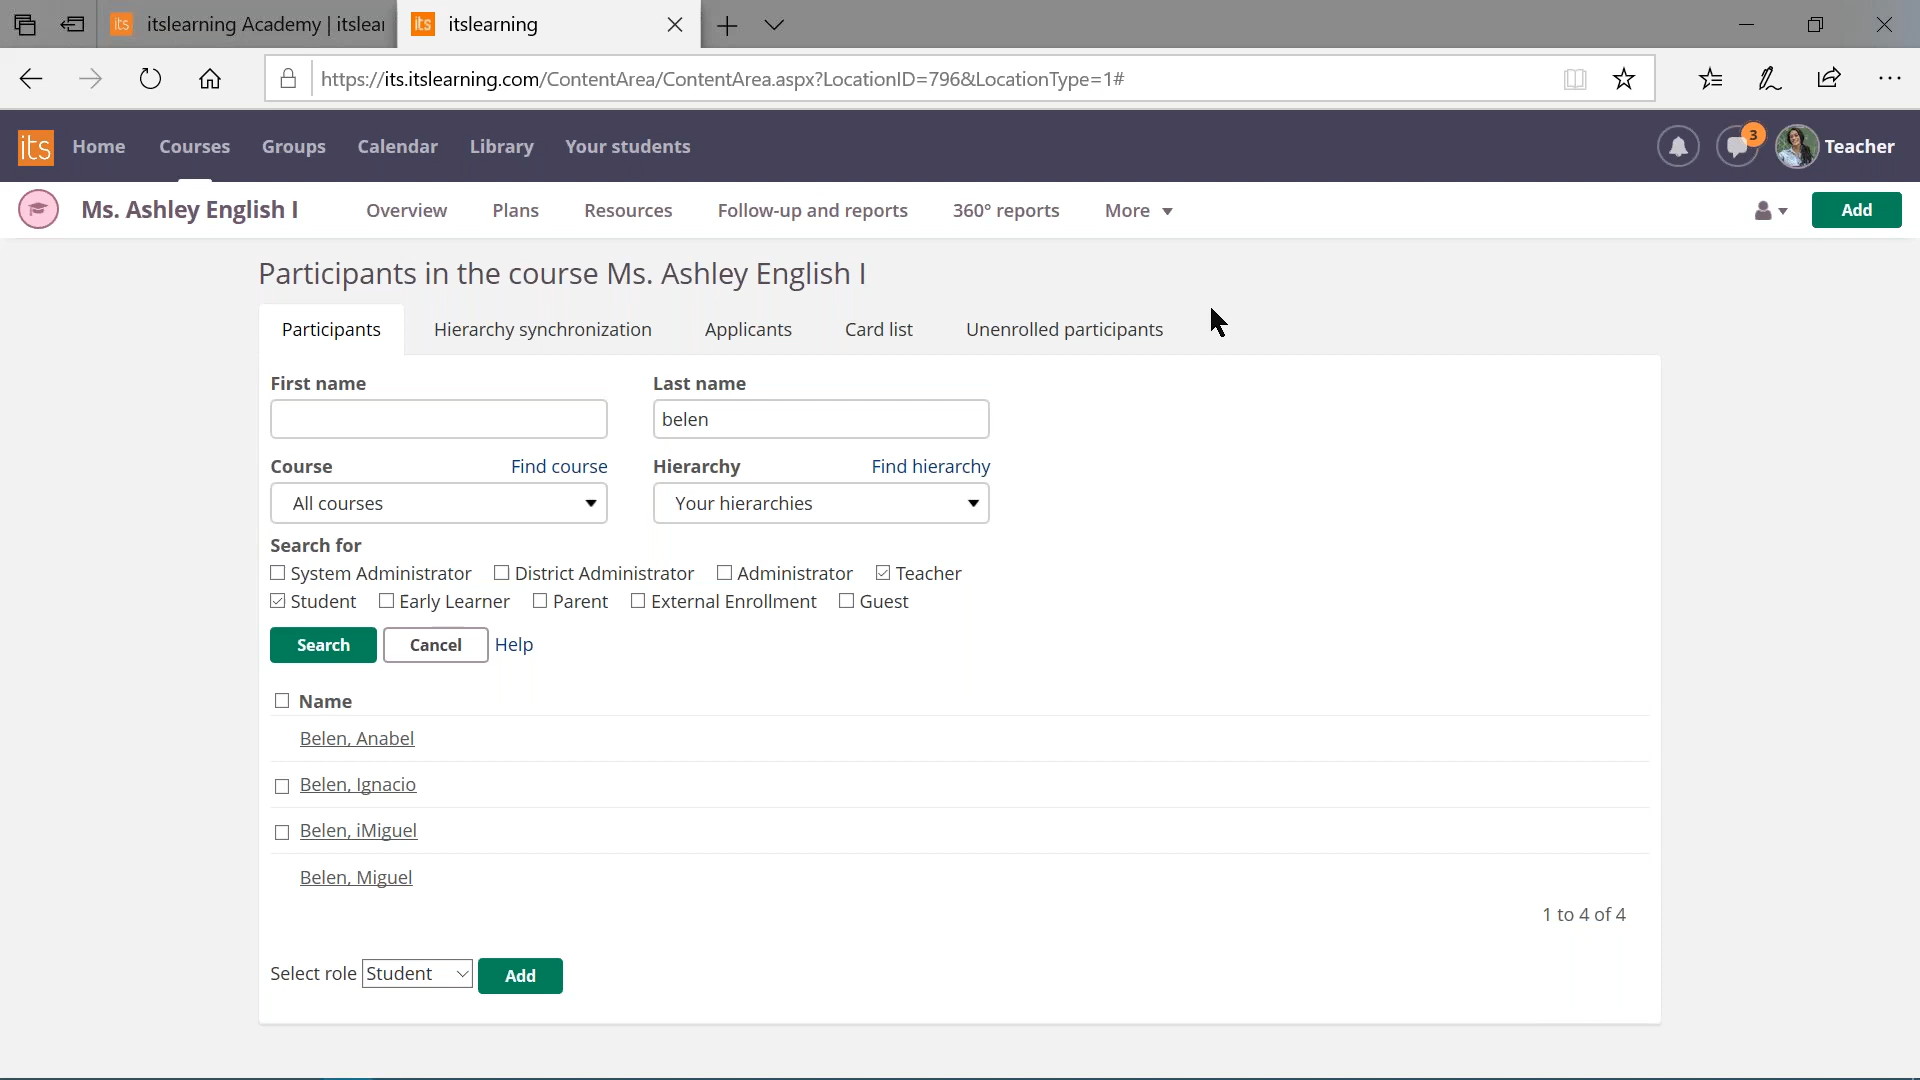 its itslearning Academy | itslear its itslearning
https://its.itslearning.com/ContentArea/ContentArea.aspx?LocationID=796&LocationType=1#
its Home Courses Groups Calendar Library Your students 3 Teacher
Ms. Ashley English I Overview Plans Resources Follow-up and reports 360° reports More Add
Participants in the course Ms. Ashley English I
Participants Hierarchy synchronization Applicants Card list Unenrolled participants
First name Last name
belen
Course Find course Hierarchy Find hierarchy
All courses Your hierarchies
Search for
System Administrator District Administrator Administrator Teacher
Student Early Learner Parent External Enrollment Guest
Search Cancel Help
Name
Belen, Anabel
Belen, Ignacio
Belen, iMiguel
Belen, Miguel
1 to 4 of 4
Select role Student Add